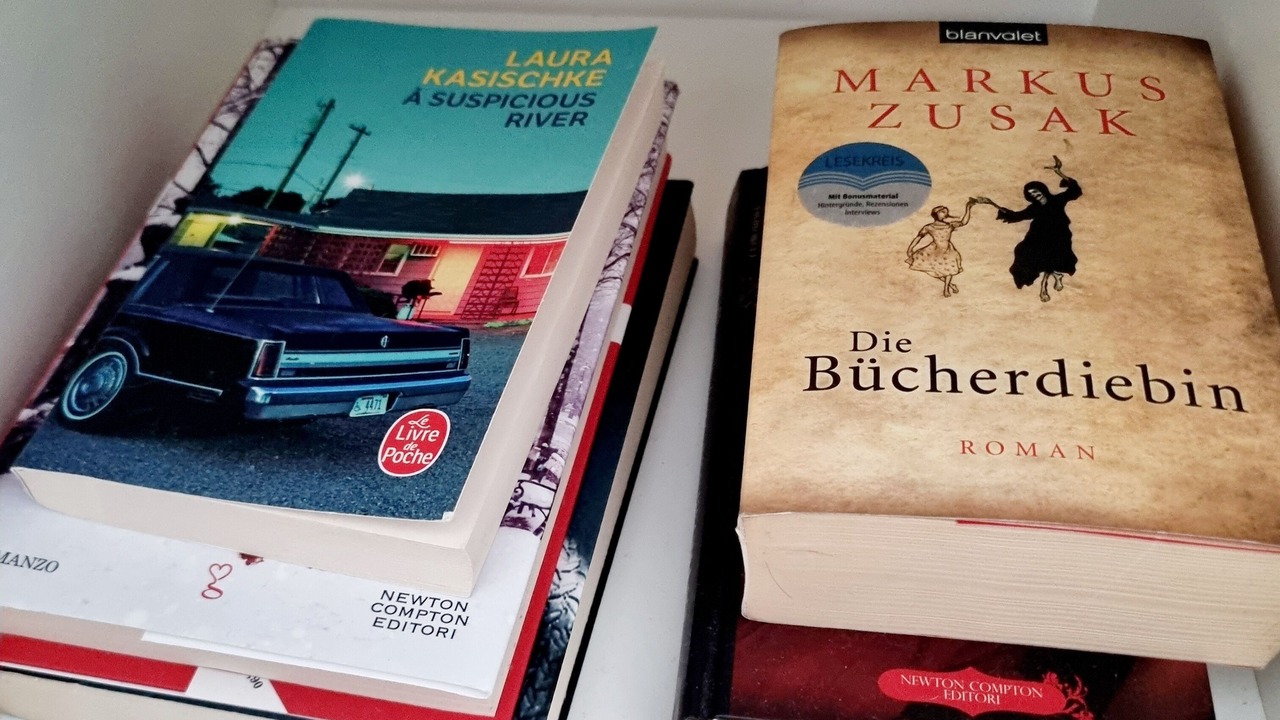 LAURA
KASISCHKE
À SUSPICIOUS
RIVER
G 4471
Le
Livre
de
Poche
MANZO
NEWTON
COMPTON
EDITORI
blanvalet
MARKUS
ZUSAK
LESEKREIS
Mit Bonusmaterial
Hintergründe, Rezensionen
Interviews
Die
Bücherdiebin
ROMAN
NEWTON COMPTON
EDITORI